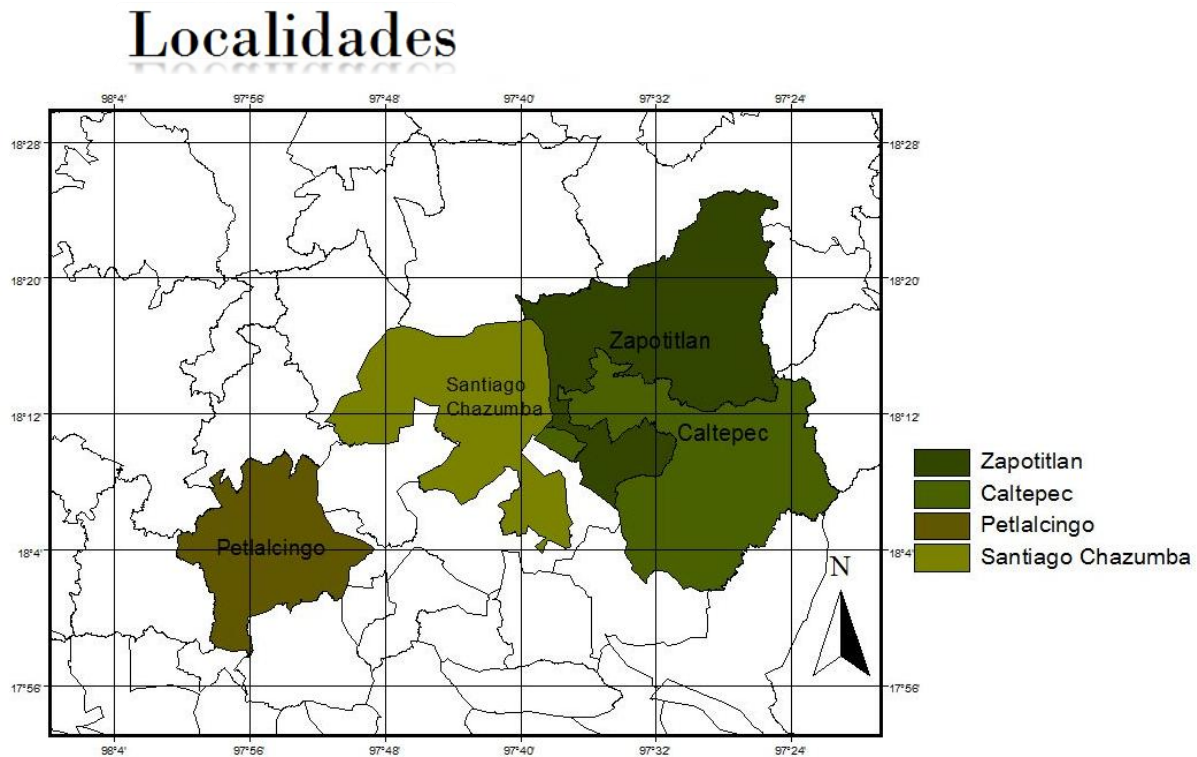 Localidades
98°4' 97°56' 97°48' 97°40' 97°32' 97°24'
18°28' 18°28'
18°20' 18°20'
Zapotitlan
Santiago
Chazumba
18°12' 18°12'
Caltepec
Zapotitlan
Caltepec
Petlalcingo
Santiago Chazumba
Petlalcingo
18°4' 18°4'
N
17°56' 17°56'
98°4' 97°56' 97°48' 97°40' 97°32' 97°24'